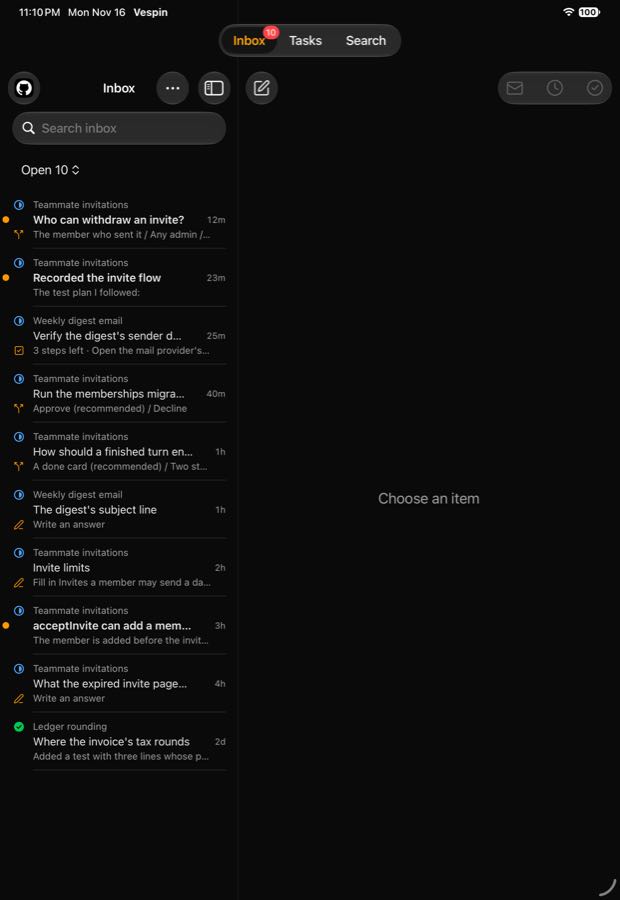 11:10 PM Mon Nov 16 Vespin
100
Inbox 10 Tasks Search
Inbox
Search inbox
Open 10
Teammate invitations
Who can withdraw an invite? 12m
The member who sent it / Any admin /...
Teammate invitations
Recorded the invite flow 23m
The test plan I followed:
Weekly digest email
Verify the digest's sender d... 25m
3 steps left · Open the mail provider's...
Teammate invitations
Run the memberships migra... 40m
Approve (recommended) / Decline
Teammate invitations
How should a finished turn en... 1h
A done card (recommended) / Two st...
Weekly digest email
The digest's subject line 1h
Write an answer
Teammate invitations
Invite limits 2h
Fill in Invites a member may send a da...
Teammate invitations
acceptInvite can add a mem... 3h
The member is added before the invit...
Teammate invitations
What the expired invite page... 4h
Write an answer
Ledger rounding
Where the invoice's tax rounds 2d
Added a test with three lines whose p...
Choose an item